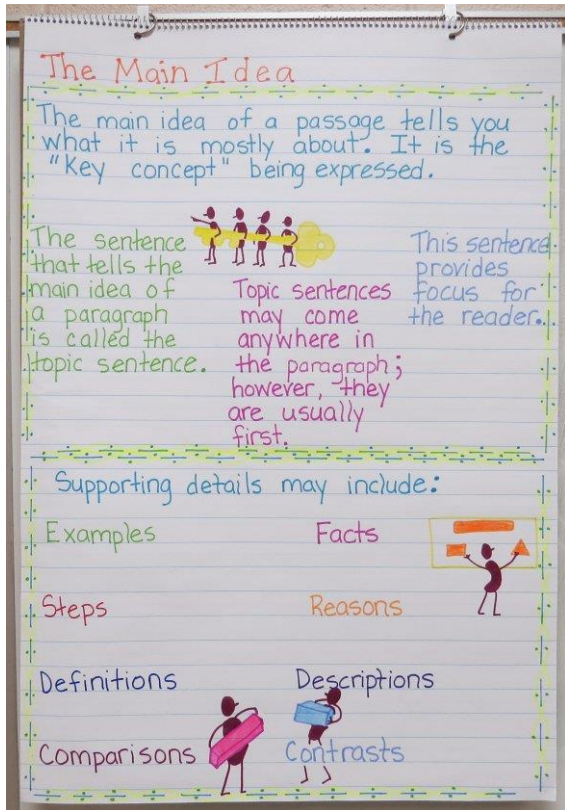 The Main Idea
The main idea of a passage tells you
what it is mostly about. It is the
"Key concept" being expressed.
The sentence
that tells the
main idea of
a paragraph
is called the
topic sentence.
Topic sentences
may come
anywhere in
the paragraph;
however, they
are usually
first.
This sentence
provides
focus for
the reader.
Supporting details may include:
Examples
Facts
Steps
Reasons
Definitions
Descriptions
Comparisons
Contrasts